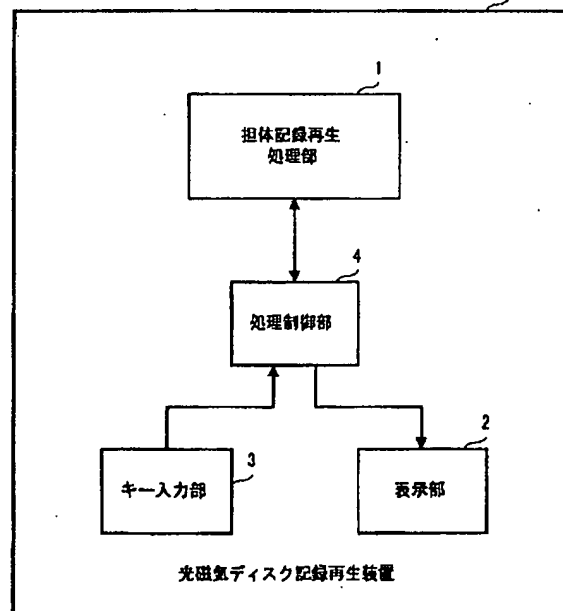 1
担体記録再生
処理部
4
処理制御部
キー入力部
3
2
表示部
光磁気ディスク記録再生装置